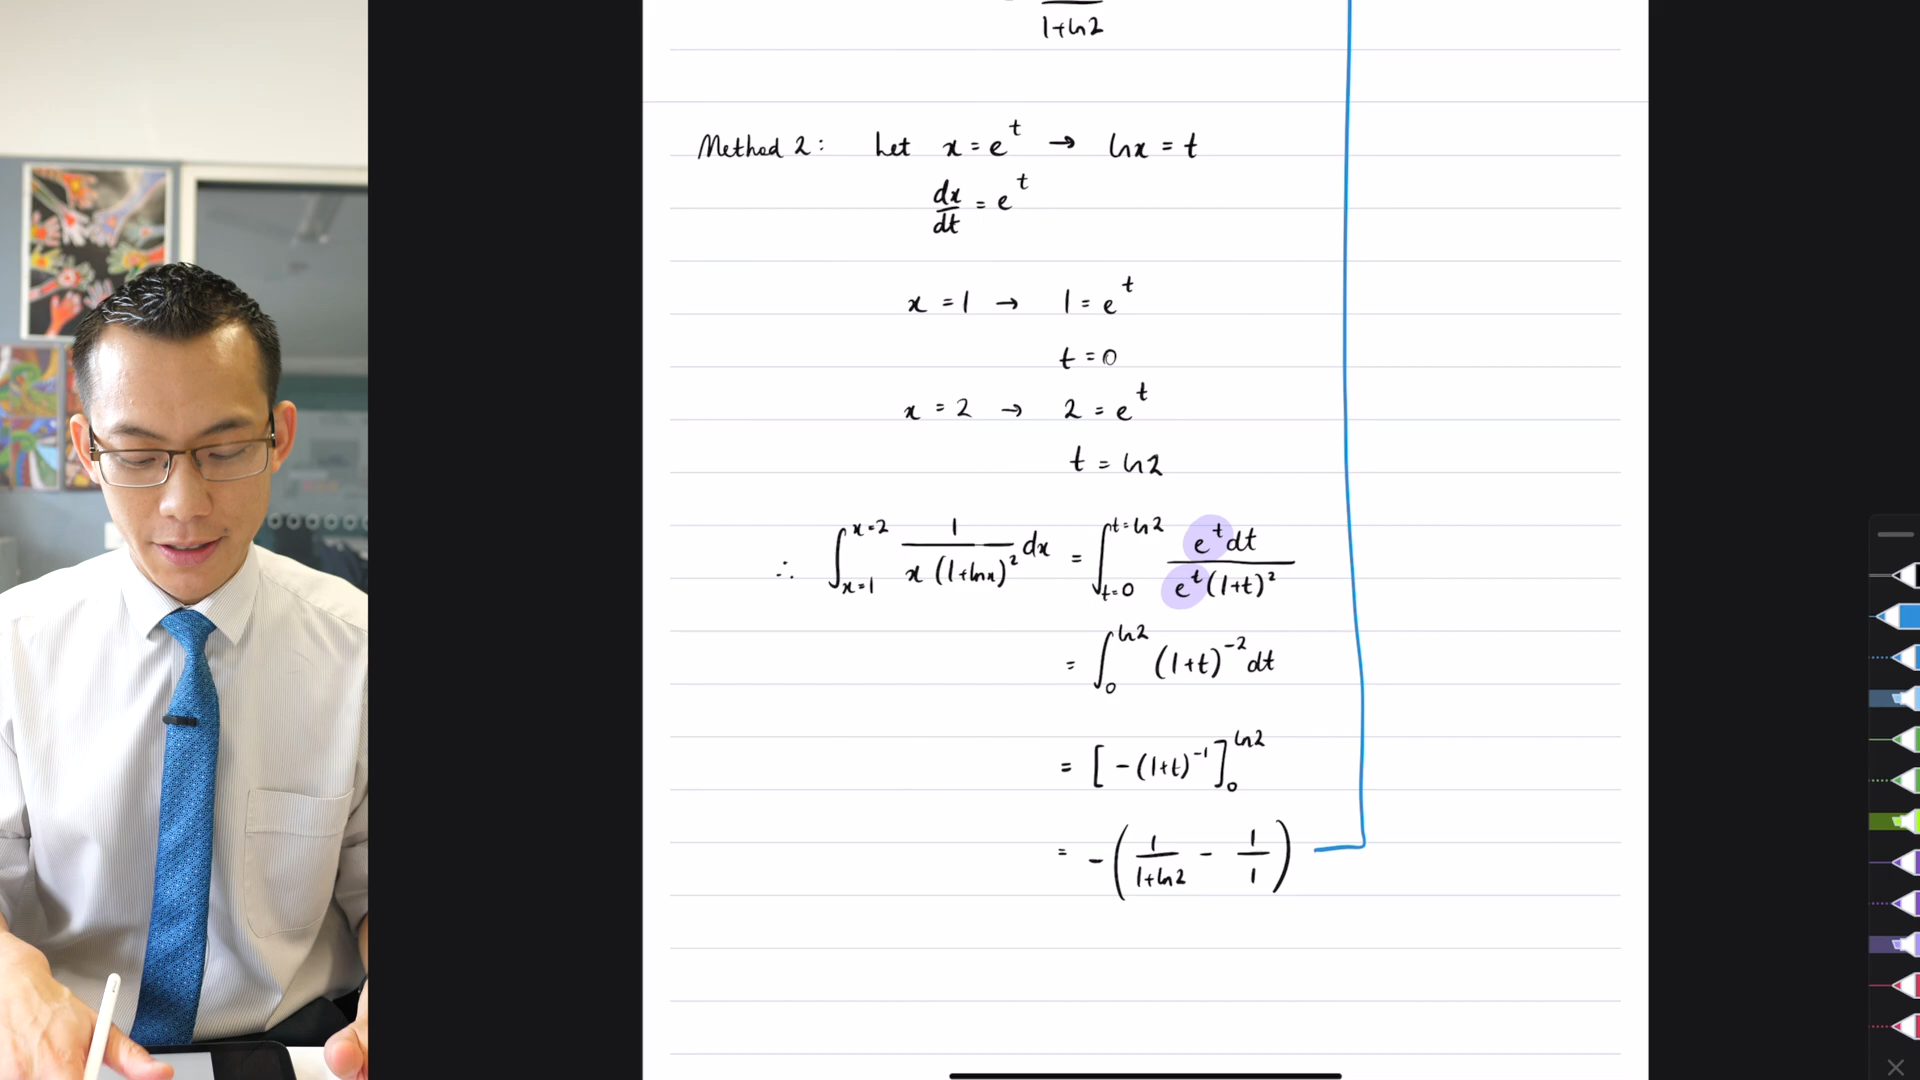 1+ln2
Method 2: Let x = e^t → lnx = t
dx/dt = e^t
x = 1 → 1 = e^t
t = 0
x = 2 → 2 = e^t
t = ln2
∴ ∫_{x=1}^{x=2} 1/(x(1+lnx)^2) dx = ∫_{t=0}^{t=ln2} e^t dt/(e^t(1+t)^2)
= ∫_0^{ln2} (1+t)^{-2} dt
= [-(1+t)^{-1}]_0^{ln2}
= -(1/(1+ln2) - 1/1)